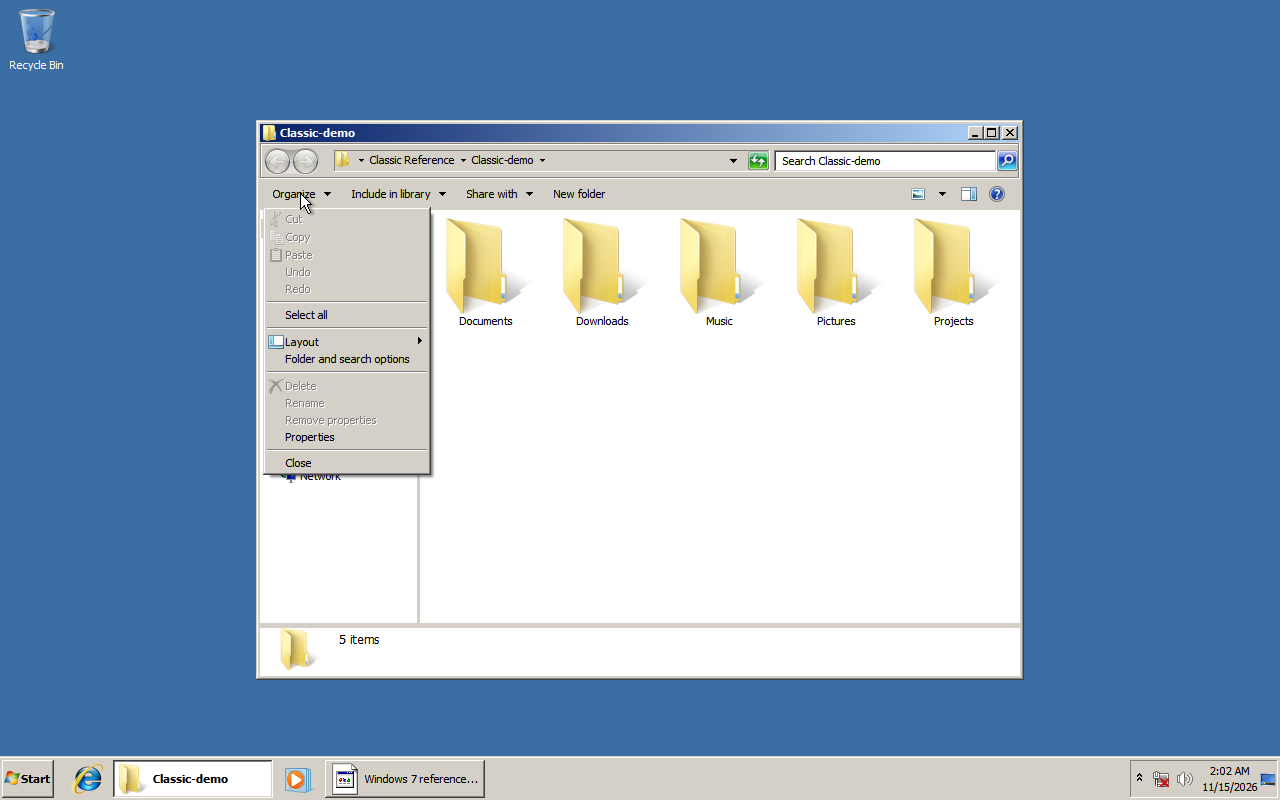 Recycle Bin
Classic-demo
Classic Reference Classic-demo
Search Classic-demo
Organize Include in library Share with New folder
Cut
Copy
Paste
Undo
Redo
Select all
Layout
Folder and search options
Delete
Rename
Remove properties
Properties
Close
Network
Documents Downloads Music Pictures Projects
5 items
Start Classic-demo Windows 7 reference...
2:02 AM
11/15/2026